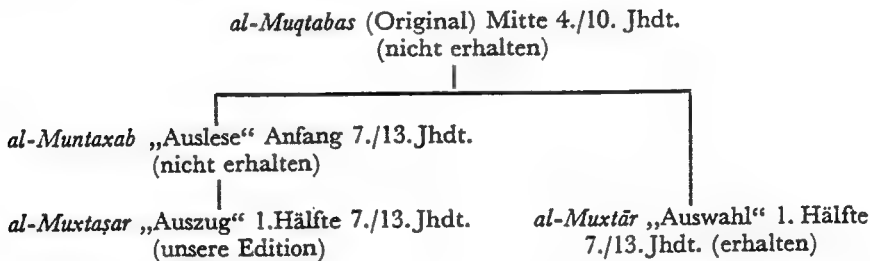 al-Muqtabas (Original) Mitte 4./10. Jhdt.
(nicht erhalten)
al-Muntaxab „Auslese“ Anfang 7./13.Jhdt.
(nicht erhalten)
al-Muxtaṣar „Auszug“ 1.Hälfte 7./13.Jhdt.
(unsere Edition)
al-Muxtār „Auswahl“ 1. Hälfte
7./13.Jhdt. (erhalten)